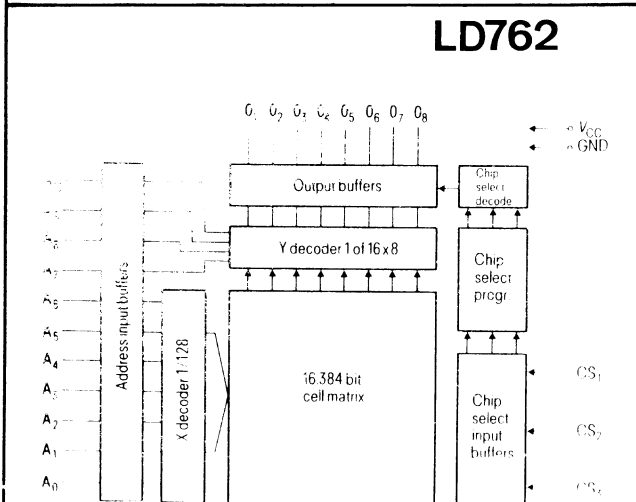 LD762
O₁ O₂ O₃ O₄ O₅ O₆ O₇ O₈
V_CC
GND
Output buffers
Chip
select
decode
Y decoder 1 of 16 x 8
Chip
select
progr.
Address input buffers
X decoder 1/128
16.384 bit
cell matrix
Chip
select
input
buffers
A₈
A₇
A₆
A₅
A₄
A₃
A₂
A₁
A₀
CS₁
CS₂